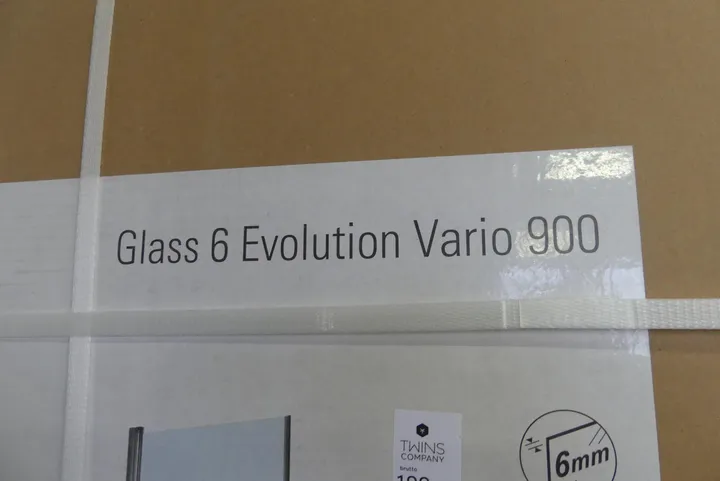 Glass 6 Evolution Vario 900
TWINS
COMPANY
brutto
6mm